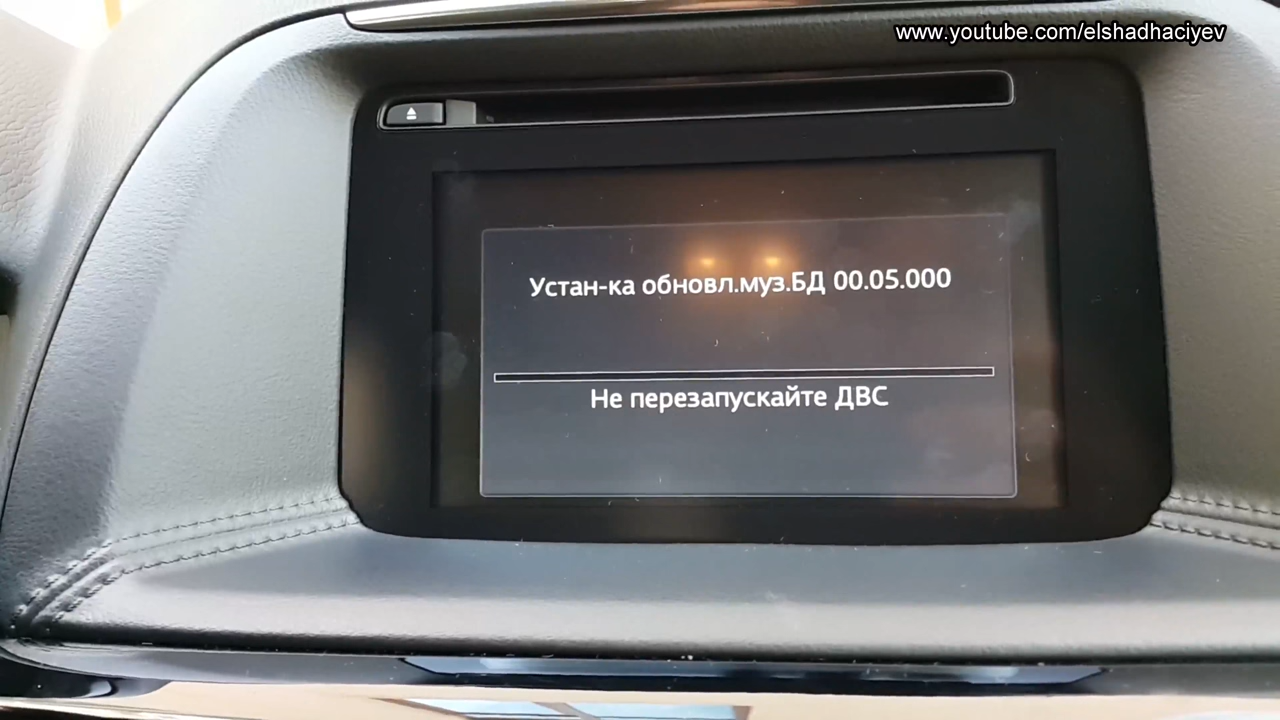 www.youtube.com/elshadhaciyev
Устан-ка обновл.муз.БД 00.05.000
Не перезапускайте ДВС